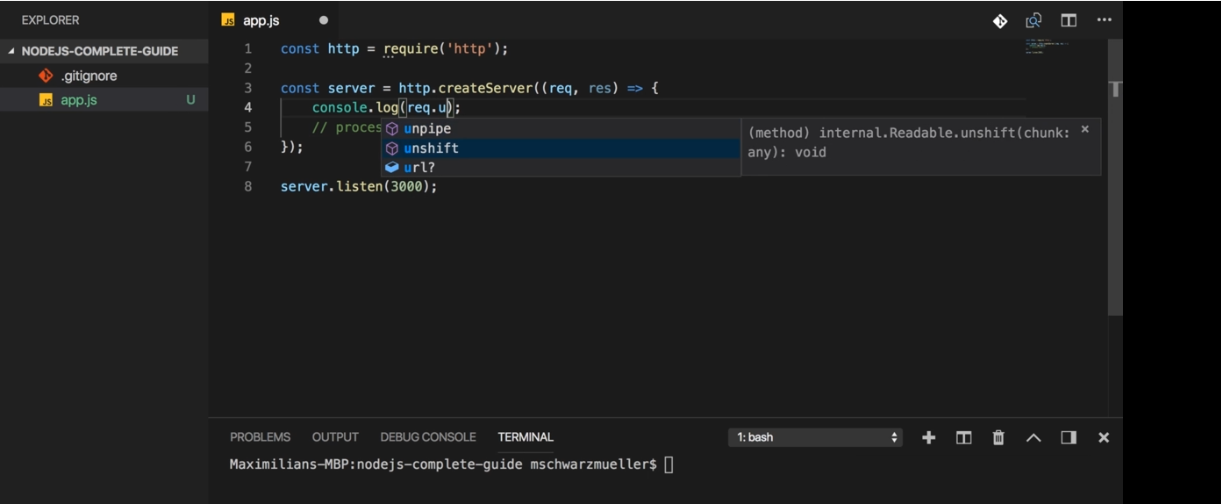 EXPLORER
JS app.js
NODEJS-COMPLETE-GUIDE
.gitignore
JS app.js U
1 const http = require('http');
2
3 const server = http.createServer((req, res) => {
4 console.log(req.u);
5 // proces
6 });
7
8 server.listen(3000);
unpipe
unshift
url?
(method) internal.Readable.unshift(chunk: ×
any): void
PROBLEMS OUTPUT DEBUG CONSOLE TERMINAL 1: bash
Maximilians-MBP:nodejs-complete-guide mschwarzmueller$